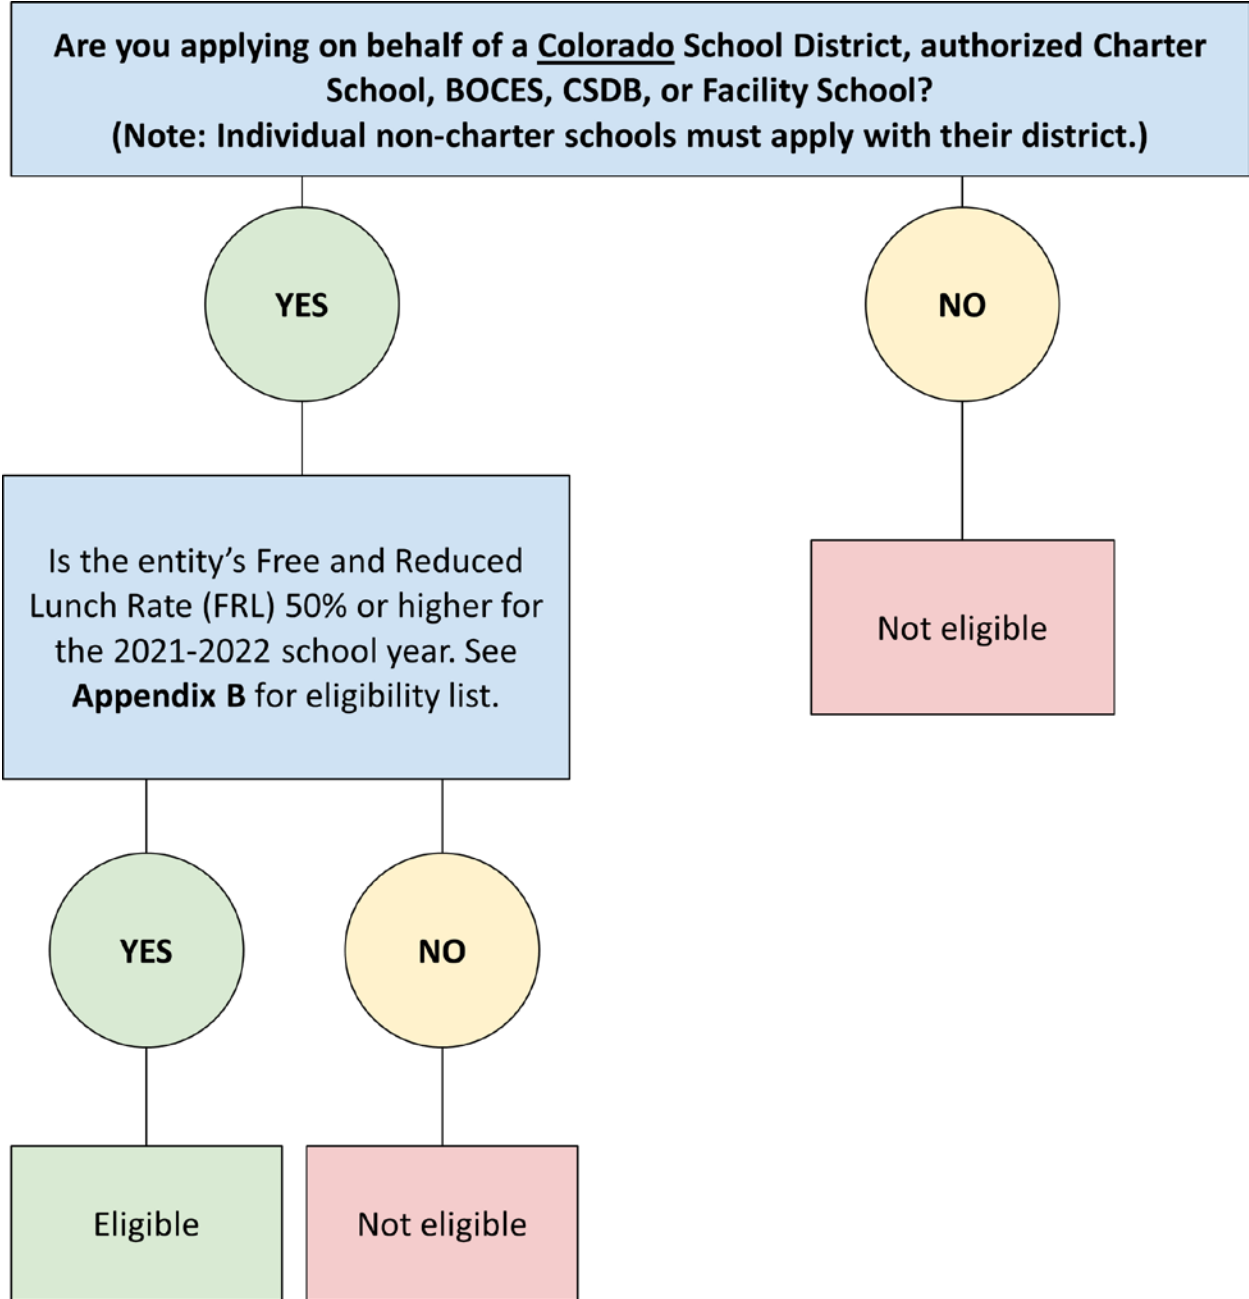 Are you applying on behalf of a Colorado School District, authorized Charter
School, BOCES, CSDB, or Facility School?
(Note: Individual non-charter schools must apply with their district.)
YES
NO
Is the entity’s Free and Reduced
Lunch Rate (FRL) 50% or higher for
the 2021-2022 school year. See
Appendix B for eligibility list.
Not eligible
YES
NO
Eligible
Not eligible